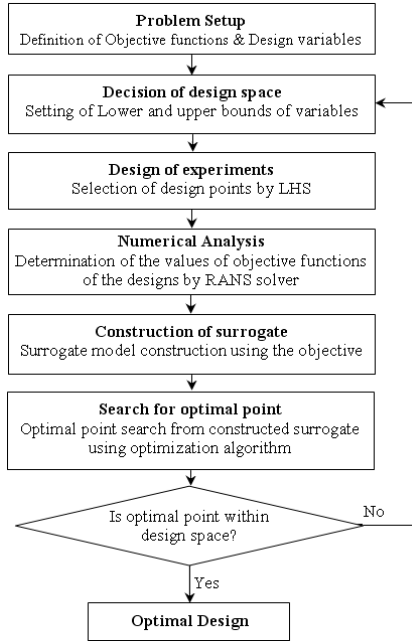 Problem Setup
Definition of Objective functions & Design variables
Decision of design space
Setting of Lower and upper bounds of variables
Design of experiments
Selection of design points by LHS
Numerical Analysis
Determination of the values of objective functions
of the designs by RANS solver
Construction of surrogate
Surrogate model construction using the objective
Search for optimal point
Optimal point search from constructed surrogate
using optimization algorithm
Is optimal point within
design space?
No
Yes
Optimal Design